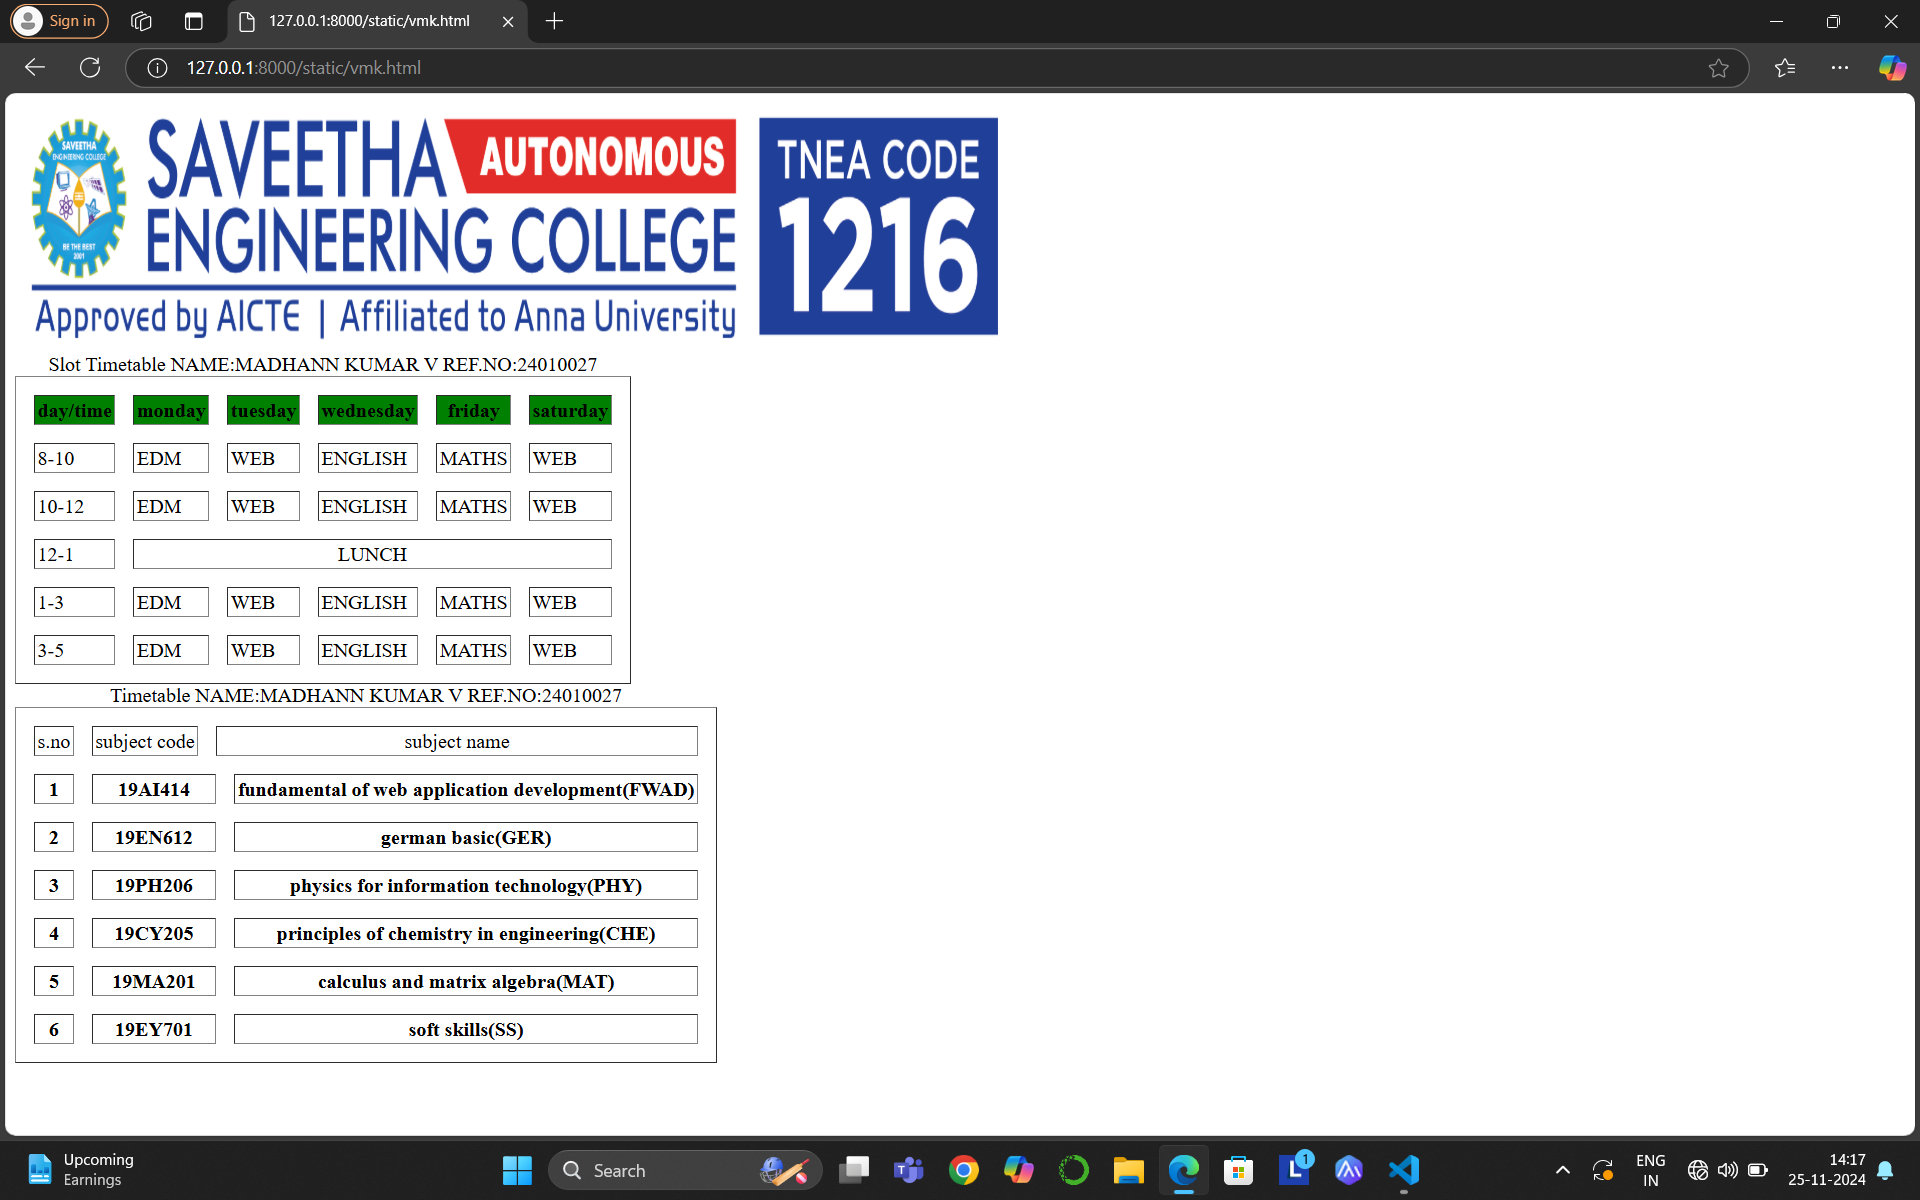 Sign in
127.0.0.1:8000/static/vmk.html
127.0.0.1:8000/static/vmk.html
SAVEETHA
ENGINEERING COLLEGE
BE THE BEST
2001
SAVEETHA AUTONOMOUS
ENGINEERING COLLEGE
Approved by AICTE | Affiliated to Anna University
TNEA CODE
1216
Slot Timetable NAME:MADHANN KUMAR V REF.NO:24010027
day/time monday tuesday wednesday friday saturday
8-10 EDM WEB ENGLISH MATHS WEB
10-12 EDM WEB ENGLISH MATHS WEB
12-1 LUNCH
1-3 EDM WEB ENGLISH MATHS WEB
3-5 EDM WEB ENGLISH MATHS WEB
Timetable NAME:MADHANN KUMAR V REF.NO:24010027
s.no subject code subject name
1 19AI414 fundamental of web application development(FWAD)
2 19EN612 german basic(GER)
3 19PH206 physics for information technology(PHY)
4 19CY205 principles of chemistry in engineering(CHE)
5 19MA201 calculus and matrix algebra(MAT)
6 19EY701 soft skills(SS)
Upcoming
Earnings
Search
L 1
ENG
IN
14:17
25-11-2024